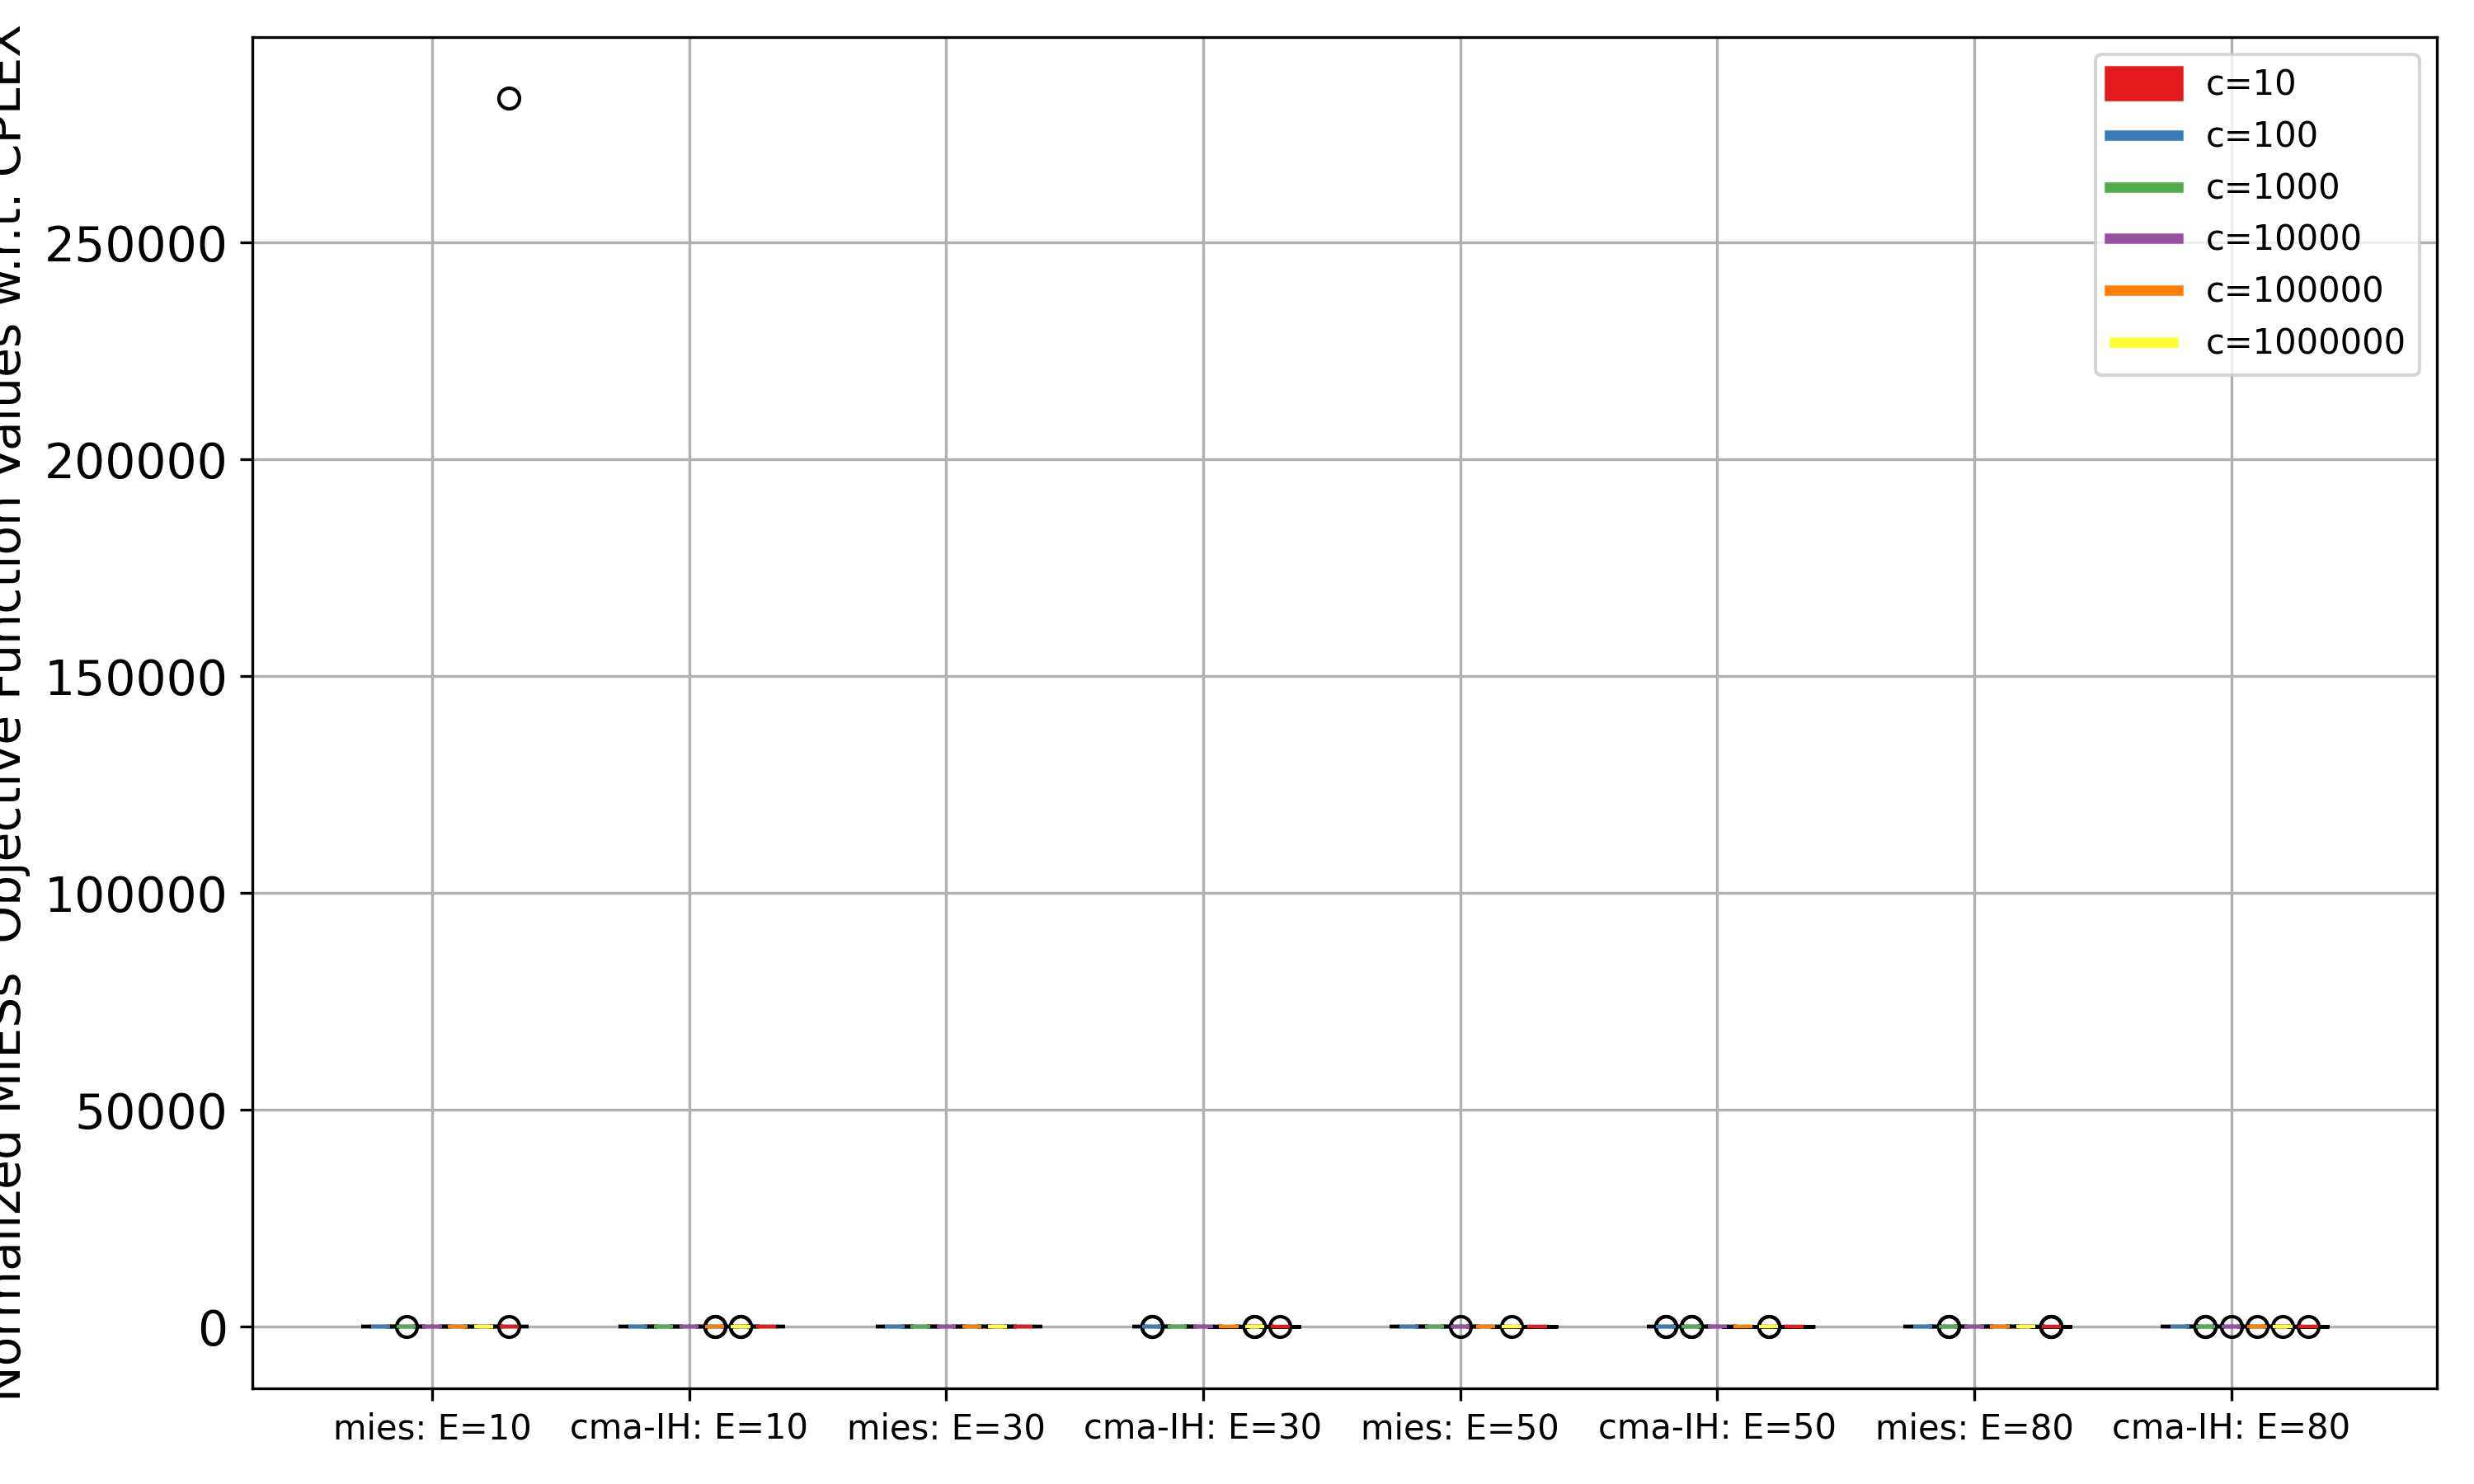 Normalized MIESs' Objective Function Values w.r.t. CPLEX
250000
200000
150000
100000
50000
0
mies: E=10
cma-IH: E=10
mies: E=30
cma-IH: E=30
mies: E=50
cma-IH: E=50
mies: E=80
cma-IH: E=80
c=10
c=100
c=1000
c=10000
c=100000
c=1000000